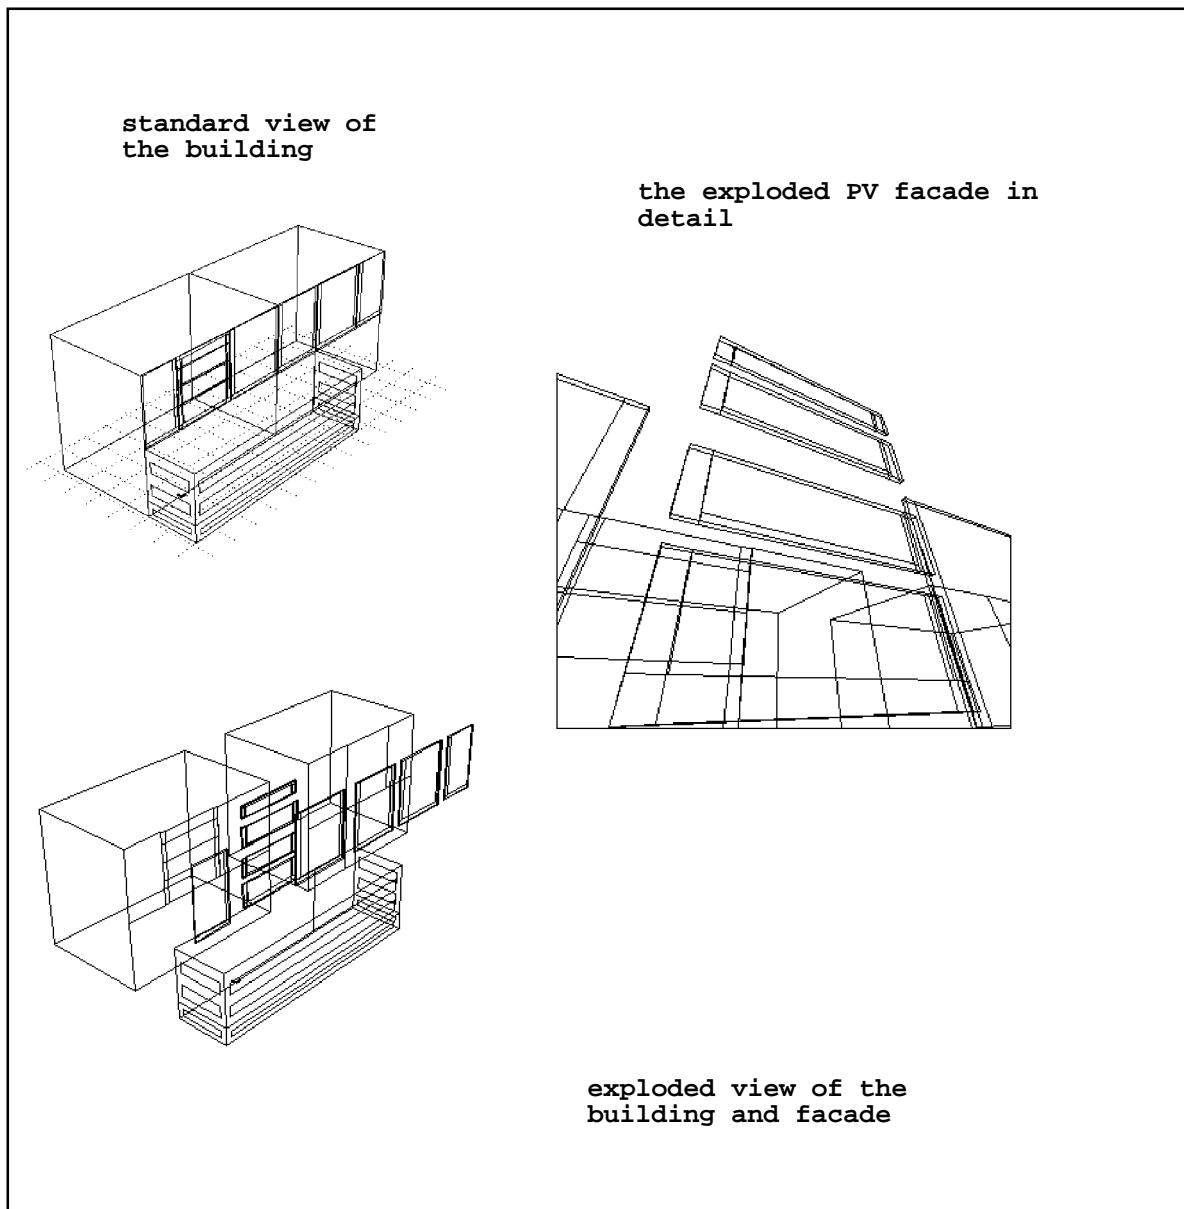 standard view of
the building
the exploded PV facade in
detail
exploded view of the
building and facade